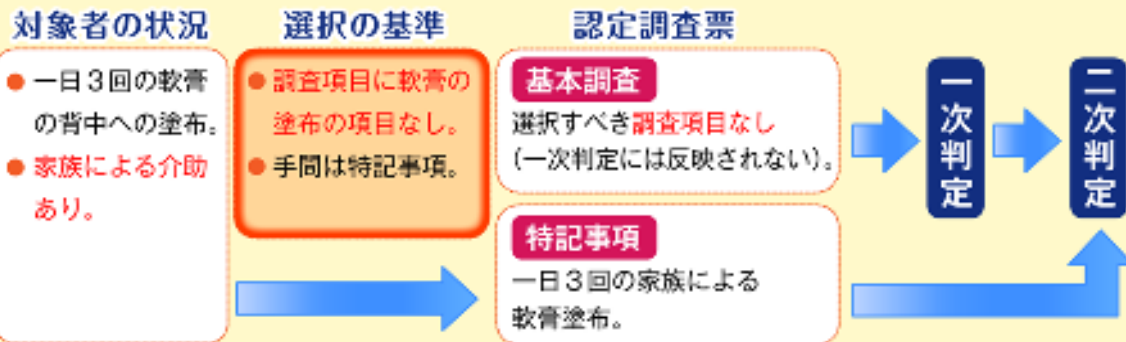 対象者の状況
● 一日3回の軟膏
の背中への塗布。
● 家族による介助
あり。
選択の基準
● 調査項目に軟膏の
塗布の項目なし。
● 手間は特記事項。
認定調査票
基本調査
選択すべき調査項目なし
(一次判定には反映されない)。
特記事項
一日3回の家族による
軟膏塗布。
一次判定
二次判定